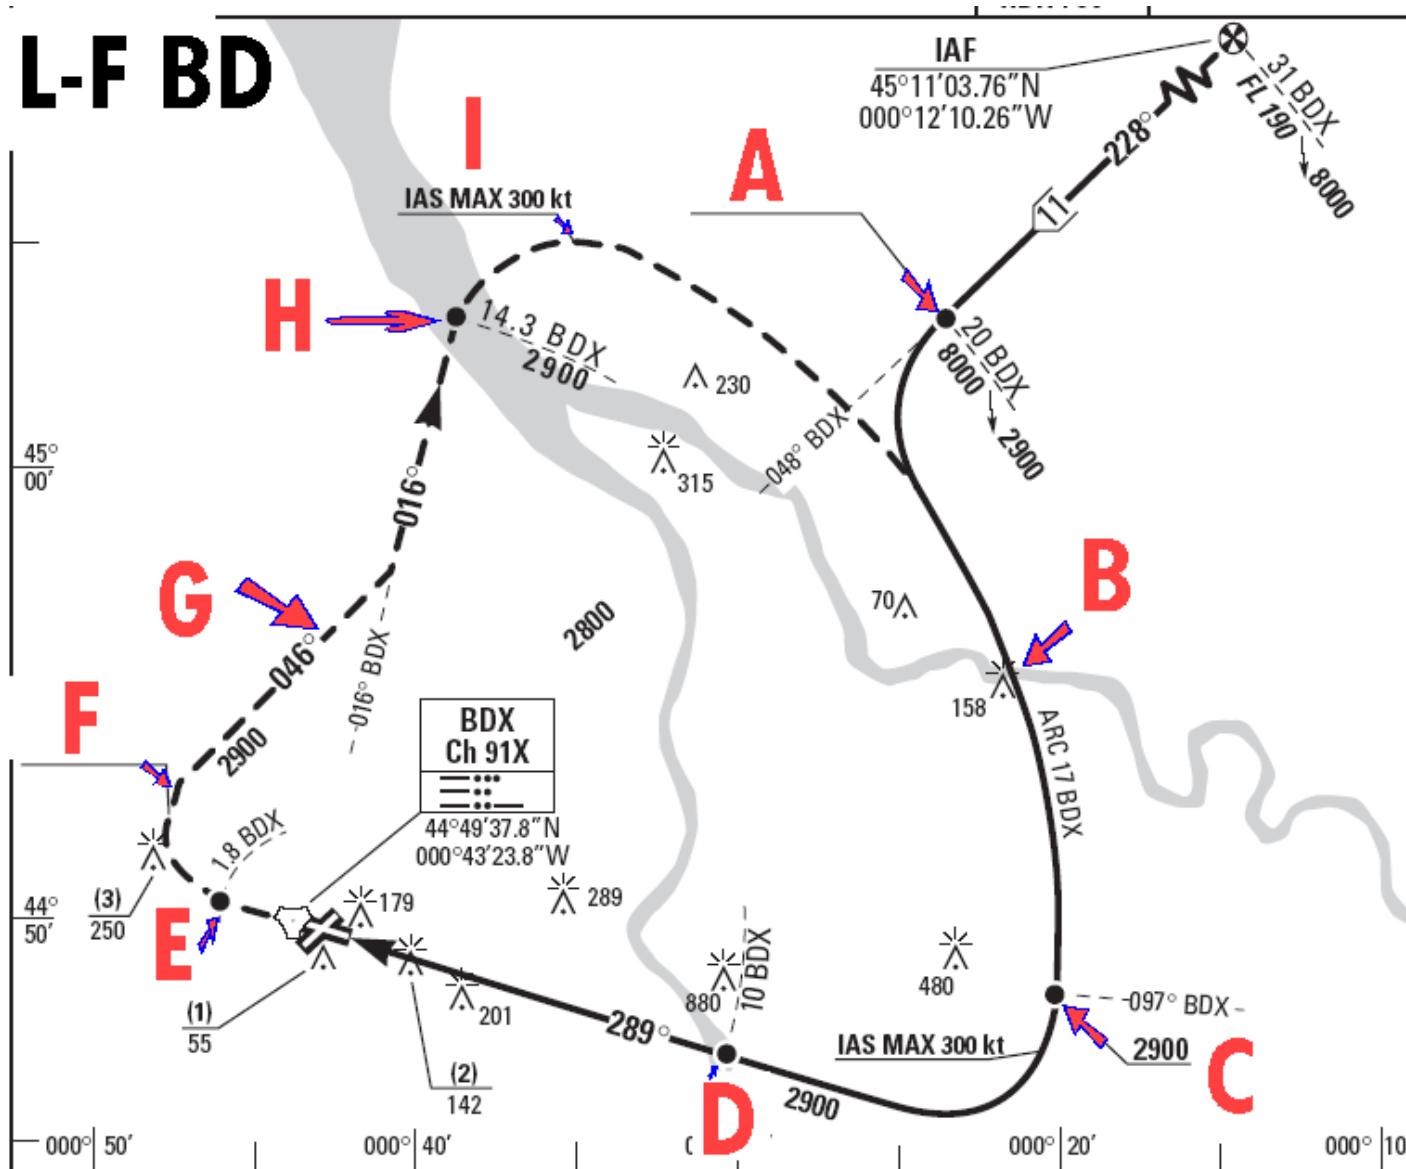 L-F BD
IAF
45°11'03.76"N
000°12'10.26"W
31 BDX
FL 190
8000
228°
11
I
IAS MAX 300 kt
A
H
14.3 BDX
2900
20 BDX
8000
2900
230
048° BDX
315
45°
00'
016°
G
B
70
2800
046°
016° BDX
158
F
2900
BDX
Ch 91X
ARC 17 BDX
44°49'37.8"N
000°43'23.8"W
1.8 BDX
(3)
250
179
289
44°
50'
E
10 BDX
480
880
097° BDX
(1)
55
201
289°
IAS MAX 300 kt
2900
C
(2)
142
D
2900
000° 50'
000° 40'
000° 20'
000° 10